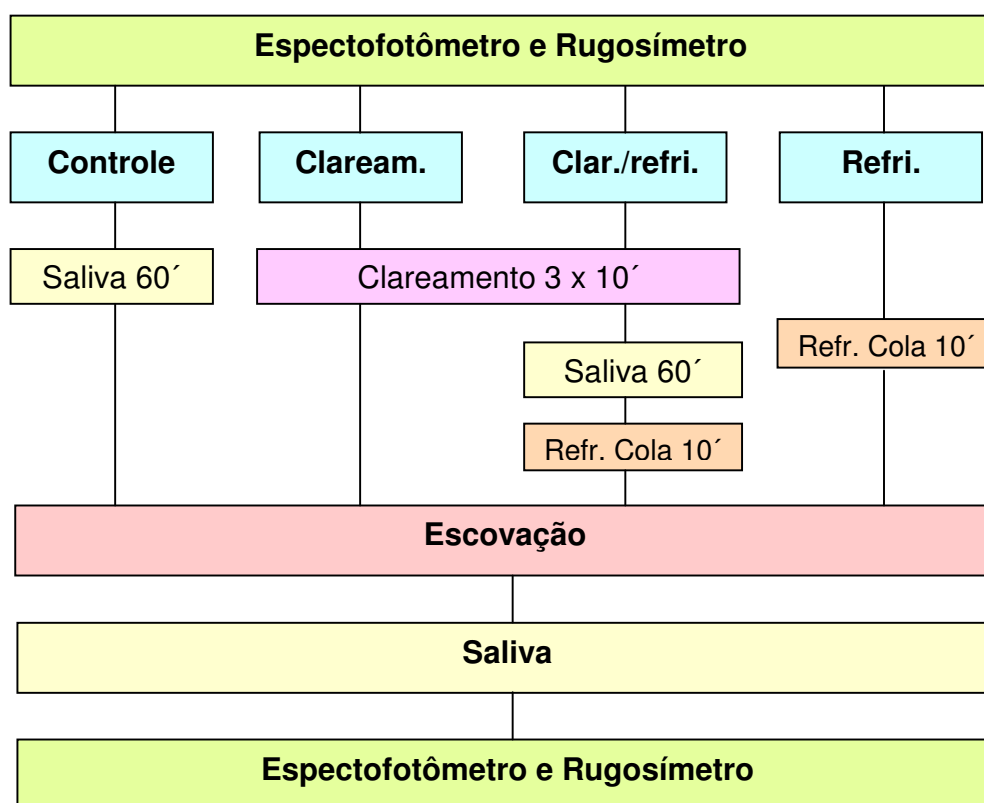 Espectofotômetro e Rugosímetro
Controle
Claream.
Clar./refri.
Refri.
Saliva 60´
Clareamento 3 x 10´
Refr. Cola 10´
Saliva 60´
Refr. Cola 10´
Escovação
Saliva
Espectofotômetro e Rugosímetro